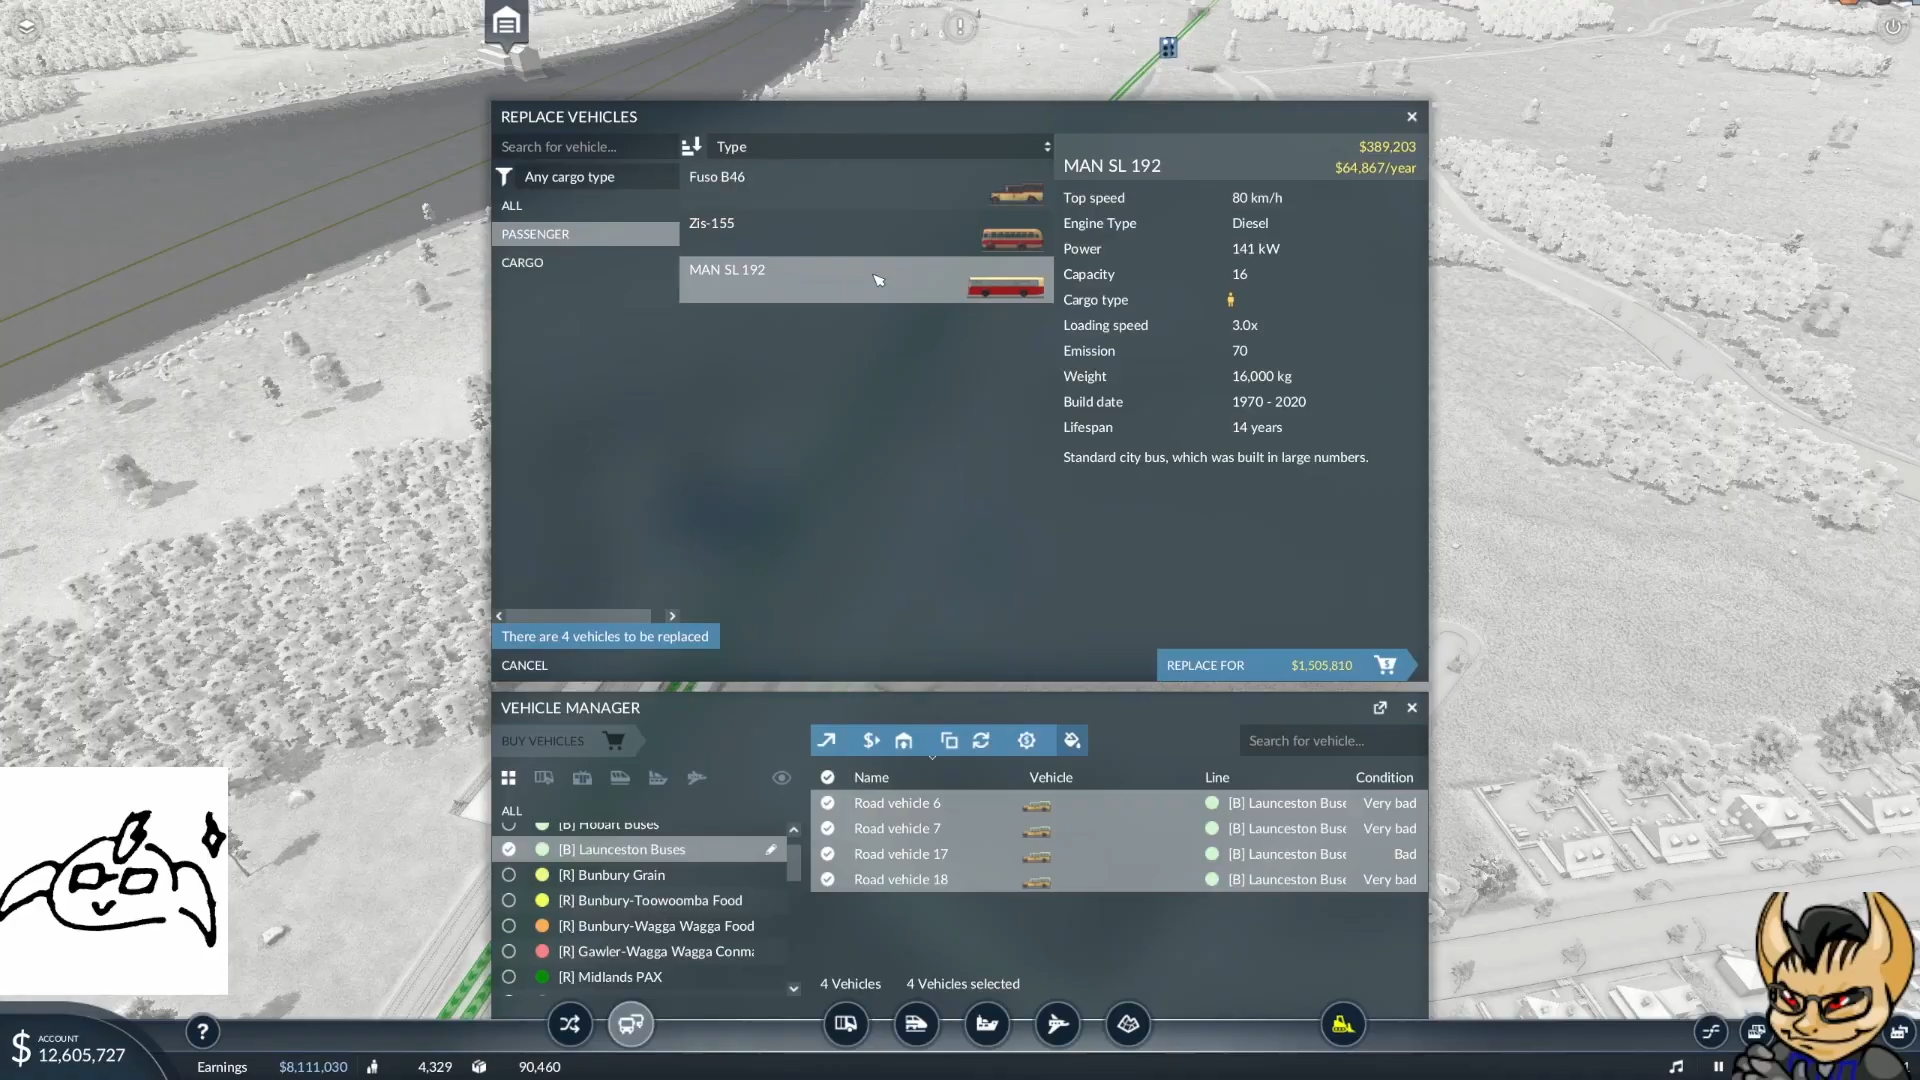 REPLACE VEHICLES
Search for vehicle...
Type
Any cargo type
ALL
PASSENGER
CARGO
Fuso B46
Zis-155
MAN SL 192
$389,203
MAN SL 192
$64,867/year
Top speed 80 km/h
Engine Type Diesel
Power 141 kW
Capacity 16
Cargo type
Loading speed 3.0x
Emission 70
Weight 16,000 kg
Build date 1970 - 2020
Lifespan 14 years
Standard city bus, which was built in large numbers.
There are 4 vehicles to be replaced
CANCEL
REPLACE FOR $1,505,810
VEHICLE MANAGER
BUY VEHICLES
Search for vehicle...
ALL
[B] Hobart Buses
[B] Launceston Buses
[R] Bunbury Grain
[R] Bunbury-Toowoomba Food
[R] Bunbury-Wagga Wagga Food
[R] Gawler-Wagga Wagga Conma
[R] Midlands PAX
Name Vehicle Line Condition
Road vehicle 6 [B] Launceston Buse Very bad
Road vehicle 7 [B] Launceston Buse Very bad
Road vehicle 17 [B] Launceston Buse Bad
Road vehicle 18 [B] Launceston Buse Very bad
4 Vehicles 4 Vehicles selected
$ ACCOUNT
12,605,727
?
Earnings $8,111,030 4,329 90,460